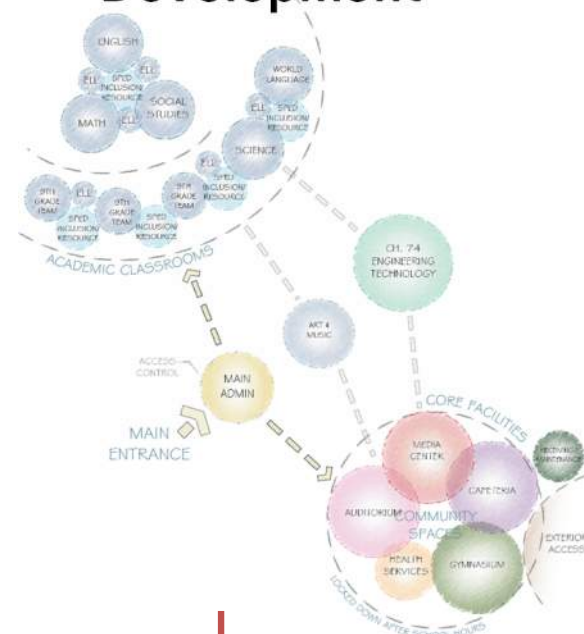 Development
ENGLISH
ELL
ELL
SPED
INCLUSION/
RESOURCE
MATH
ELL
SOCIAL
STUDIES
WORLD
LANGUAGE
ELL
SPED
INCLUSION/
RESOURCE
SCIENCE
ELL
SPED
INCLUSION/
RESOURCE
9TH
GRADE
TEAM
ELL
SPED
INCLUSION/
RESOURCE
9TH
GRADE
TEAM
SPED
INCLUSION/
RESOURCE
9TH
GRADE
TEAM
ACADEMIC CLASSROOMS
CH. 74
ENGINEERING
TECHNOLOGY
ART &
MUSIC
ACCESS
CONTROL
MAIN
ADMIN
MAIN
ENTRANCE
CORE FACILITIES
MEDIA
CENTER
CAFETERIA
AUDITORIUM
COMMUNITY
SPACES
HEALTH
SERVICES
GYMNASIUM
RECEIVING/
MAINTENANCE
EXTERIOR
ACCESS
LOCKED DOWN AFTER SCHOOL HOURS